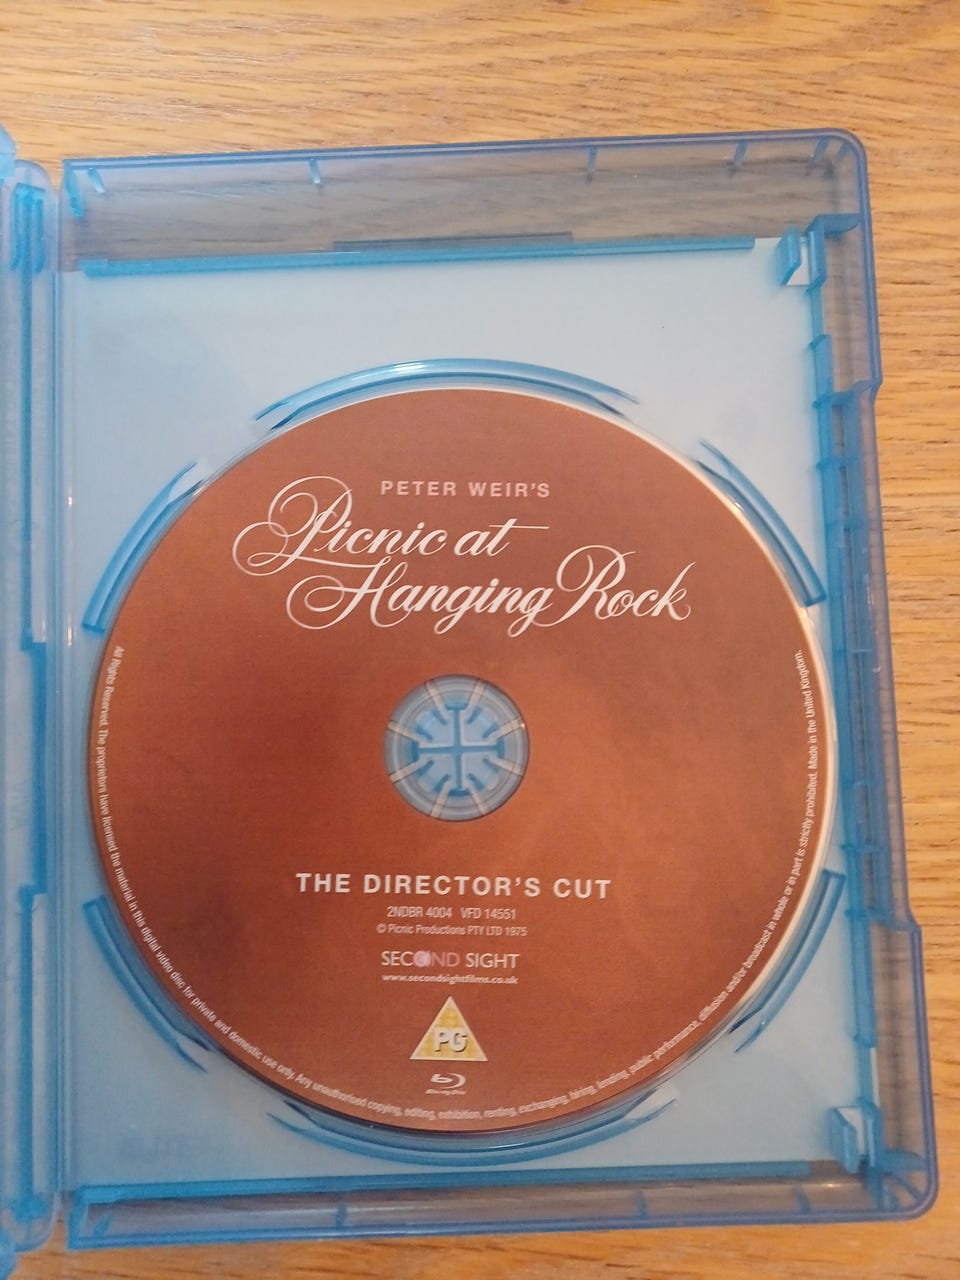 PETER WEIR'S
Picnic at
Hanging Rock
THE DIRECTOR'S CUT
2NDBR 4004 VFD 14551
© Picnic Productions PTY LTD 1975
SECOND SIGHT
www.secondsightfilms.co.uk
PG
Blu-ray Disc
All Rights Reserved. The proprietors have licensed the material in this digital video disc for private and domestic use only. Any unauthorised copying, editing, exhibition, renting, exchanging, hiring, lending, public performance, diffusion and/or broadcast in whole or in part is strictly prohibited. Made in the United Kingdom.